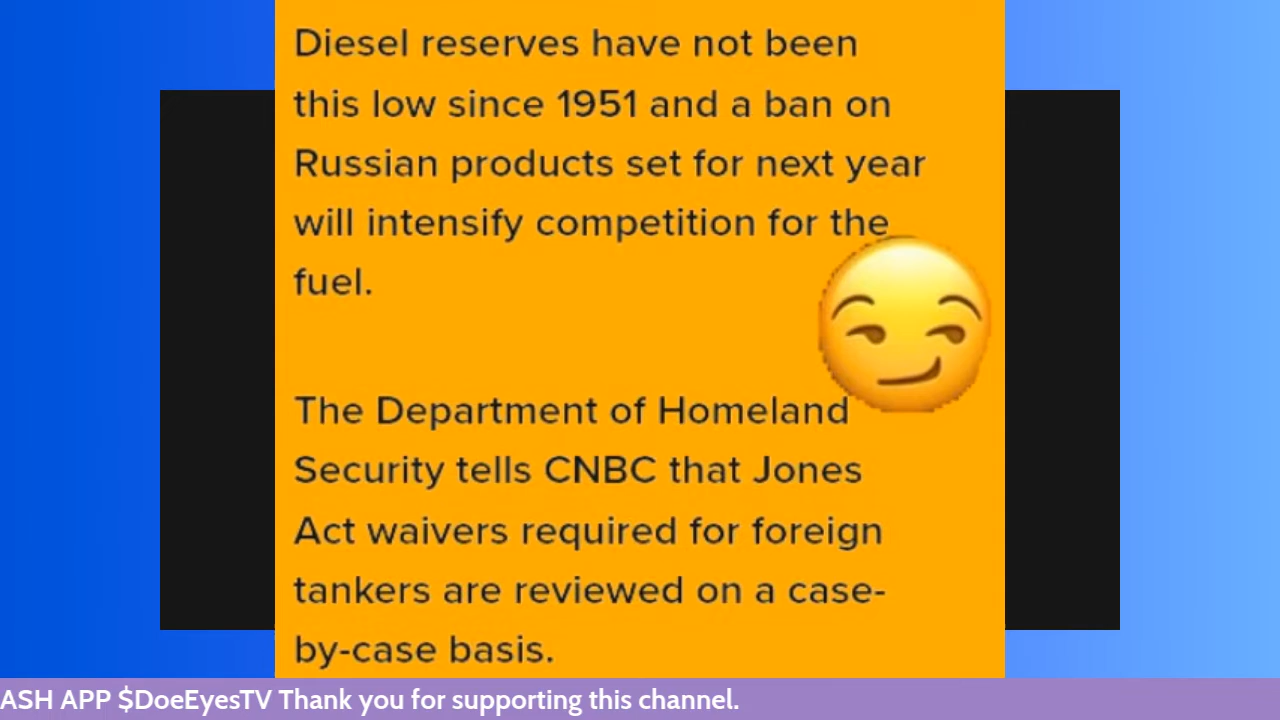 Diesel reserves have not been
this low since 1951 and a ban on
Russian products set for next year
will intensify competition for the
fuel.
The Department of Homeland
Security tells CNBC that Jones
Act waivers required for foreign
tankers are reviewed on a case-
by-case basis.
ASH APP $DoeEyesTV Thank you for supporting this channel.